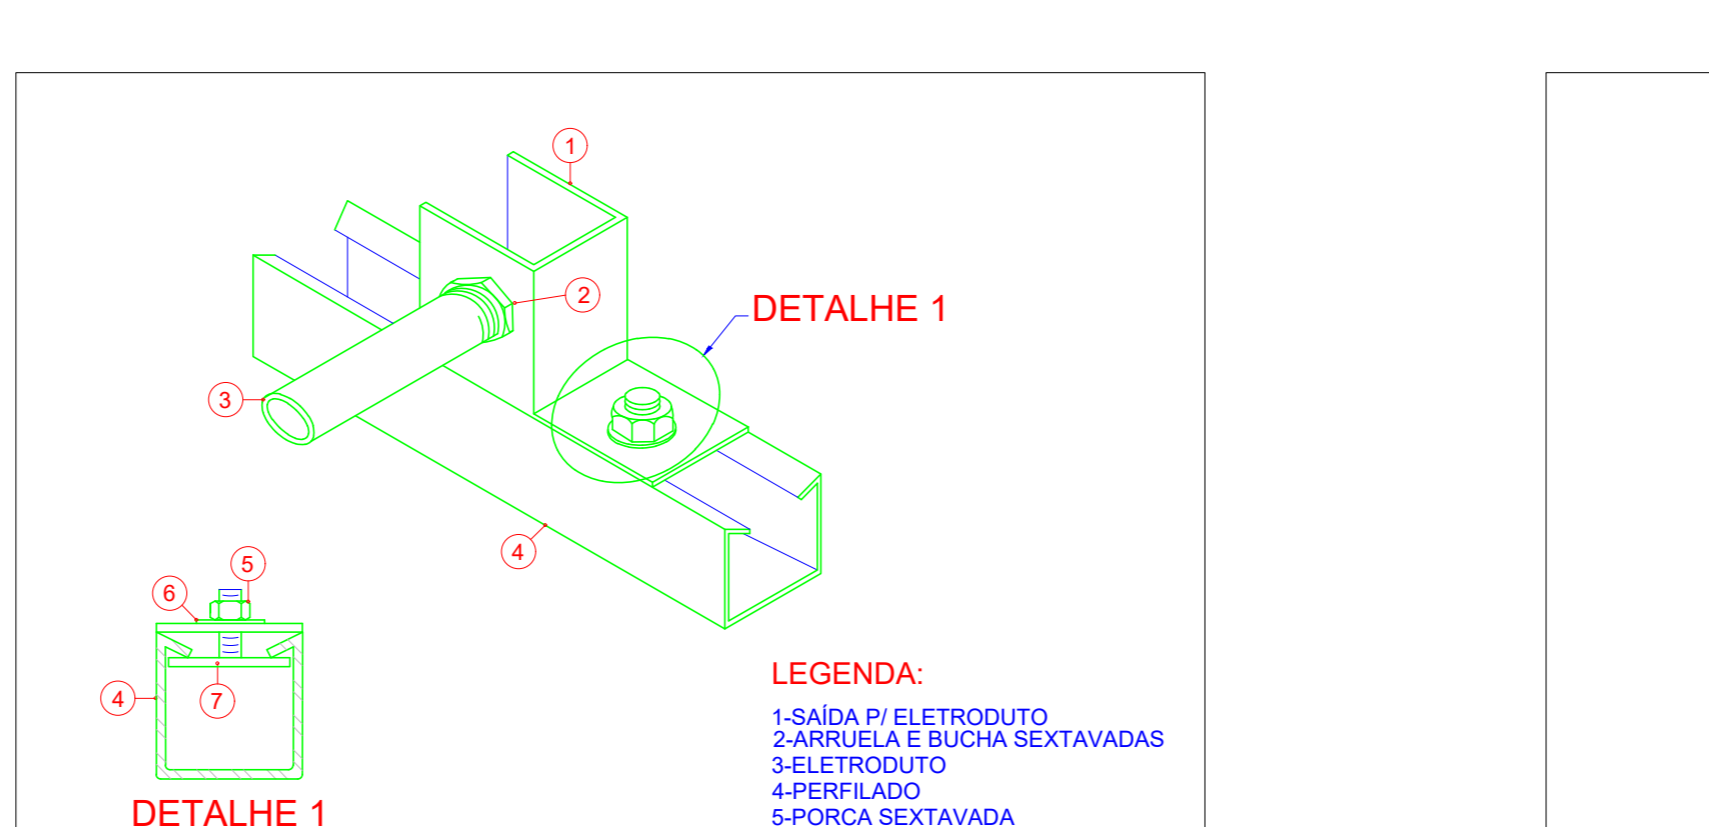 1
2
DETALHE 1
3
4
5
6
4
7
DETALHE 1
LEGENDA:
1-SAÍDA P/ ELETRODUTO
2-ARRUELA E BUCHA SEXTAVADAS
3-ELETRODUTO
4-PERFILADO
5-PORCA SEXTAVADA